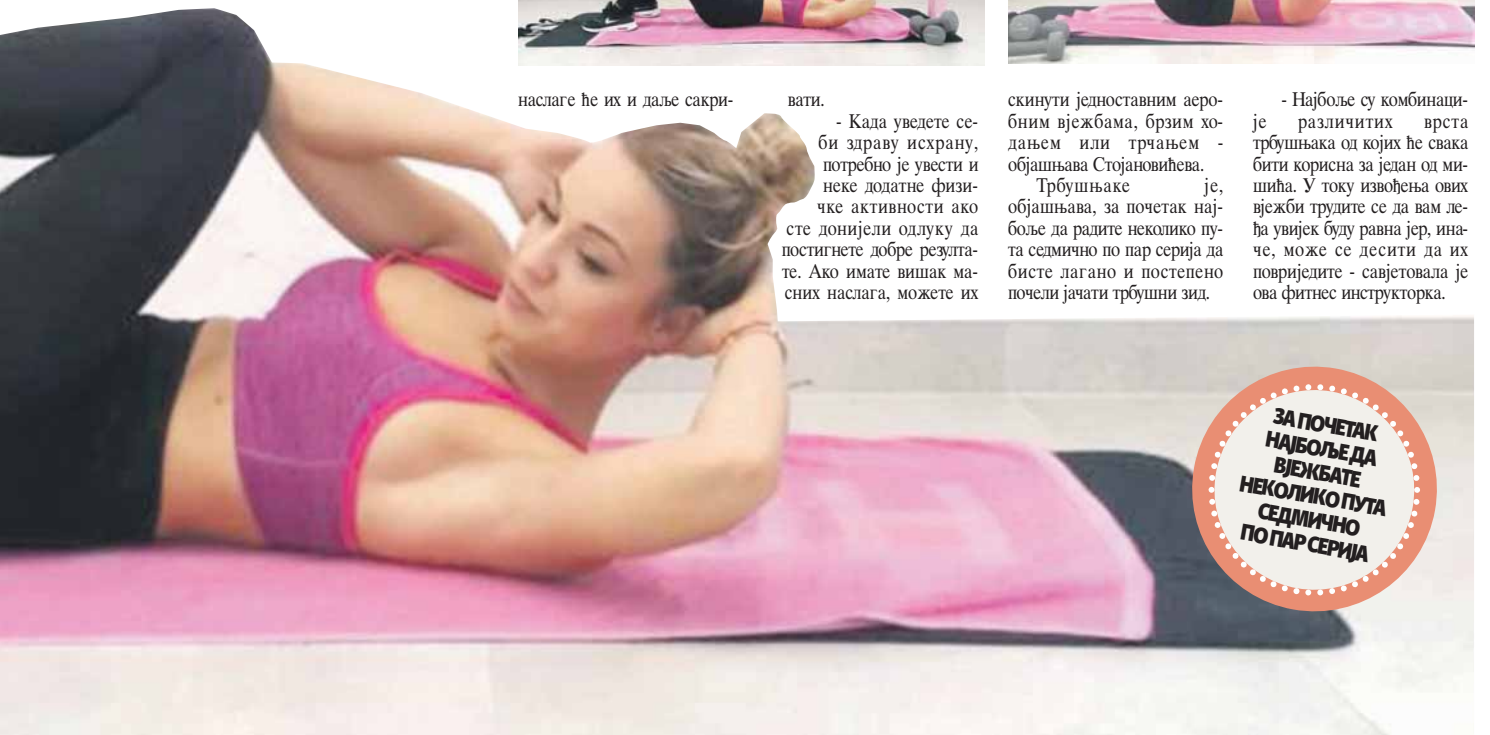 наслаге ће их и даље сакри-
вати.
- Када уведете се-
би здраву исхрану,
потребно је увести и
неке додатне физи-
чке активности ако
сте донијели одлуку да
постигнете добре резулта-
те. Ако имате вишак ма-
сних наслага, можете их
скинути једноставним аеро-
бним вјежбама, брзим хо-
дањем или трчањем -
објашњава Стојановићева.
Трбушњаке је,
објашњава, за почетак нај-
боље да радите неколико пу-
та седмично по пар серија да
бисте лагано и постепено
почели јачати трбушни зид.
- Најбоље су комбинаци-
је различитих врста
трбушњака од којих ће свака
бити корисна за један од ми-
шића. У току извођења ових
вјежби трудите се да вам ле-
ђа увијек буду равна јер, ина-
че, може се десити да их
повриједите - савјетовала је
ова фитнес инструкторка.
ЗА ПОЧЕТАК
НАЈБОЉЕ ДА
ВЈЕЖБАТЕ
НЕКОЛИКО ПУТА
СЕДМИЧНО
ПО ПАР СЕРИЈА